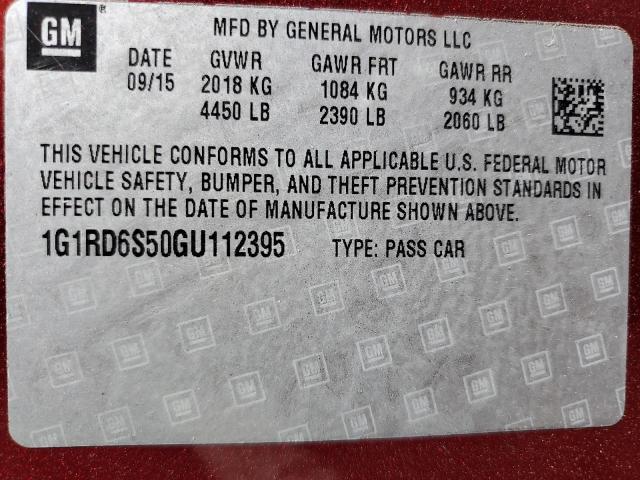 GM ®
MFD BY GENERAL MOTORS LLC
DATE GVWR GAWR FRT GAWR RR
09/15 2018 KG 1084 KG 934 KG
4450 LB 2390 LB 2060 LB
THIS VEHICLE CONFORMS TO ALL APPLICABLE U.S. FEDERAL MOTOR
VEHICLE SAFETY, BUMPER, AND THEFT PREVENTION STANDARDS IN
EFFECT ON THE DATE OF MANUFACTURE SHOWN ABOVE.
1G1RD6S50GU112395 TYPE: PASS CAR